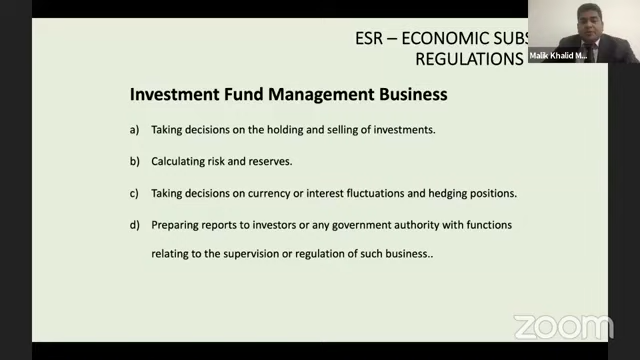 ESR – ECONOMIC SUBS
REGULATIONS
Malik Khalid M...
Investment Fund Management Business
a) Taking decisions on the holding and selling of investments.
b) Calculating risk and reserves.
c) Taking decisions on currency or interest fluctuations and hedging positions.
d) Preparing reports to investors or any government authority with functions
relating to the supervision or regulation of such business..
zoom